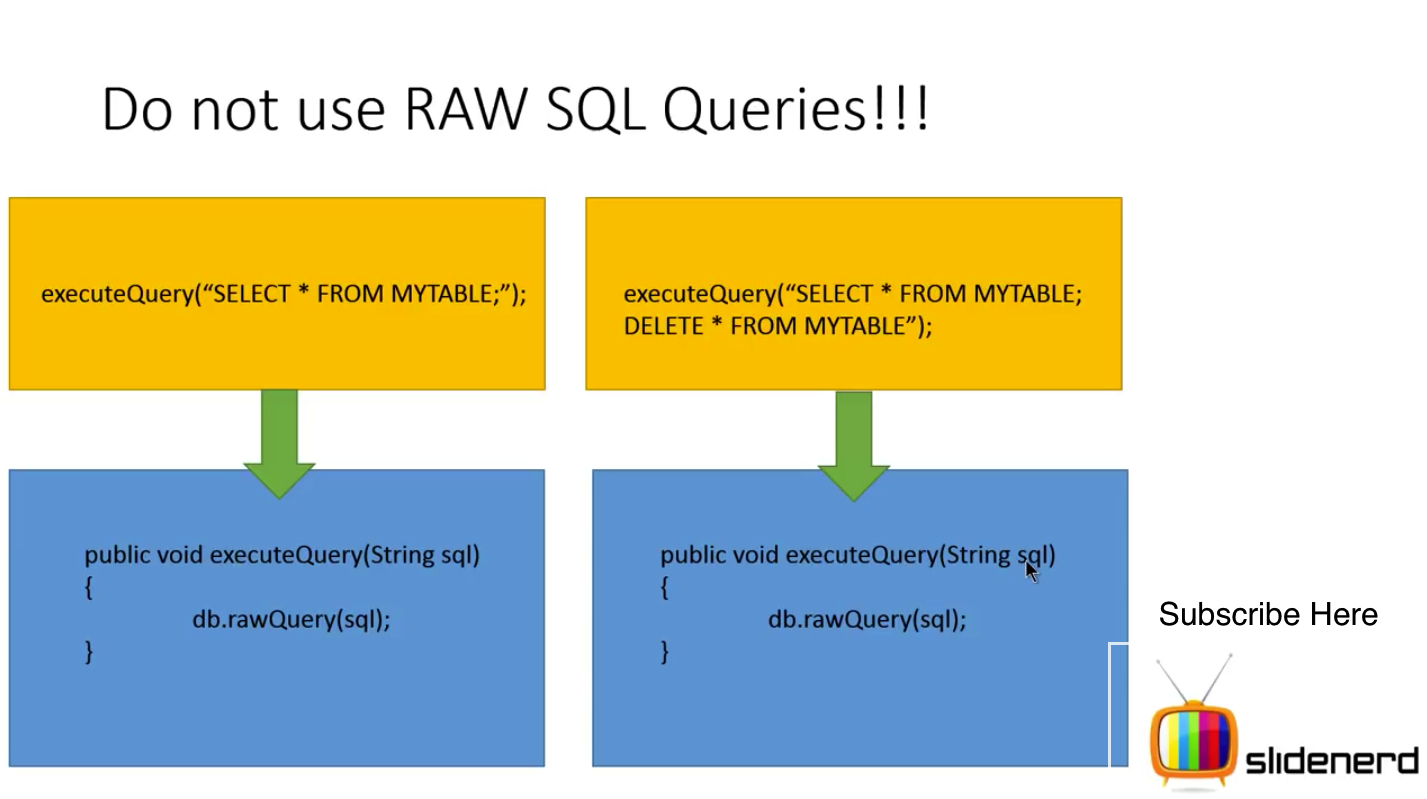 Do not use RAW SQL Queries!!!
executeQuery(“SELECT * FROM MYTABLE;”);
executeQuery(“SELECT * FROM MYTABLE;
DELETE * FROM MYTABLE”);
public void executeQuery(String sql)
{
db.rawQuery(sql);
}
public void executeQuery(String sql)
{
db.rawQuery(sql);
}
Subscribe Here
slidenerd